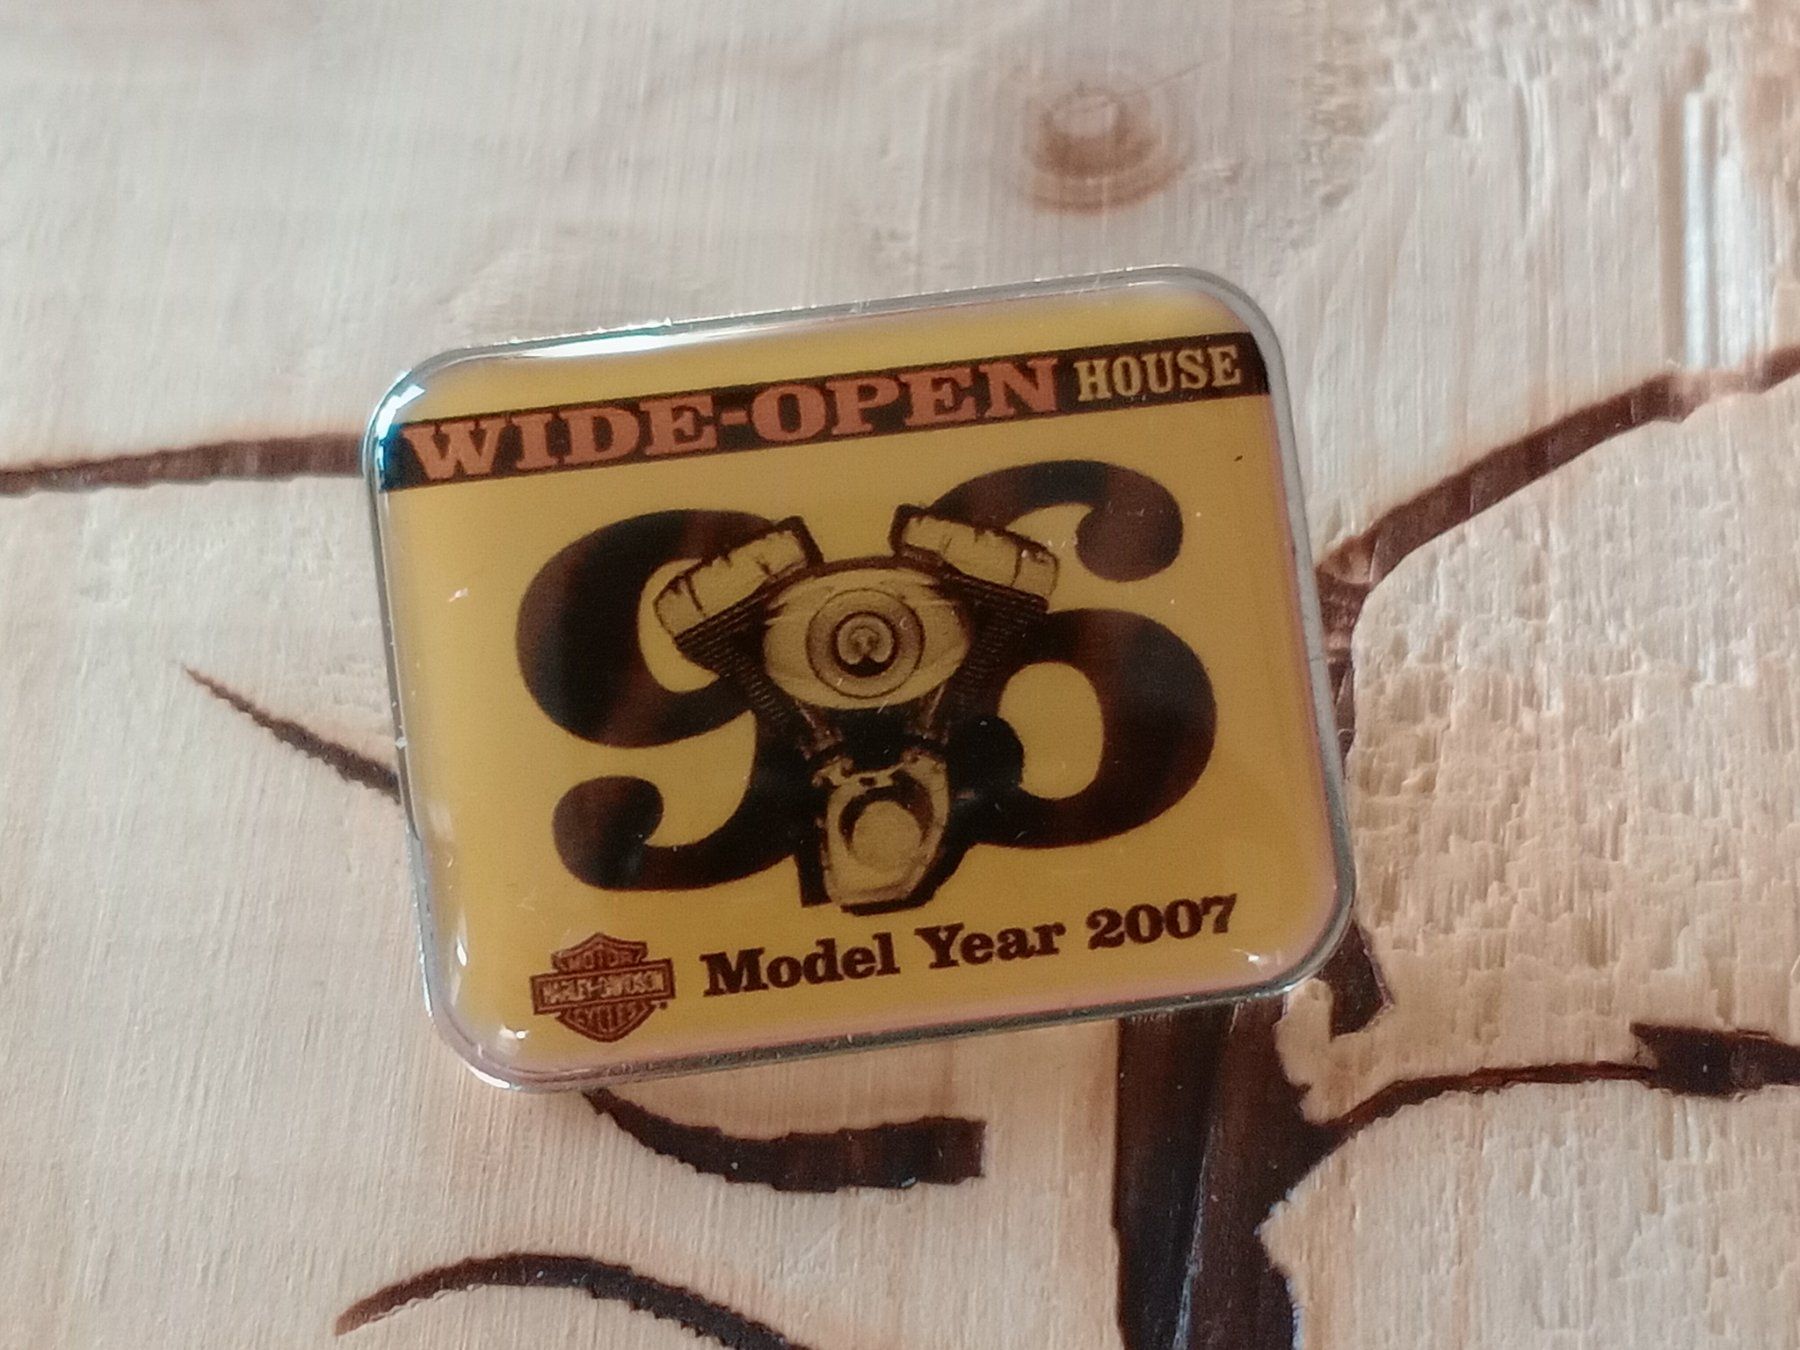 WIDE-OPEN HOUSE
96
Model Year 2007
MOTOR
HARLEY-DAVIDSON
CYCLES